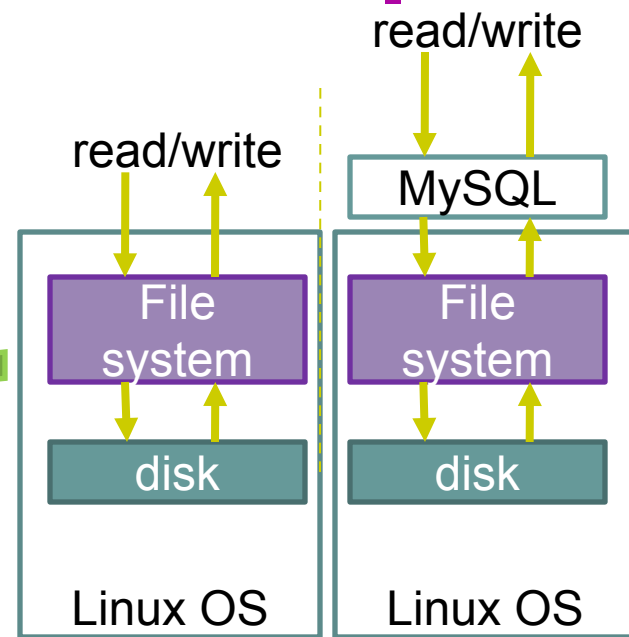 read/write
File
system
disk
Linux OS
read/write
MySQL
File
system
disk
Linux OS